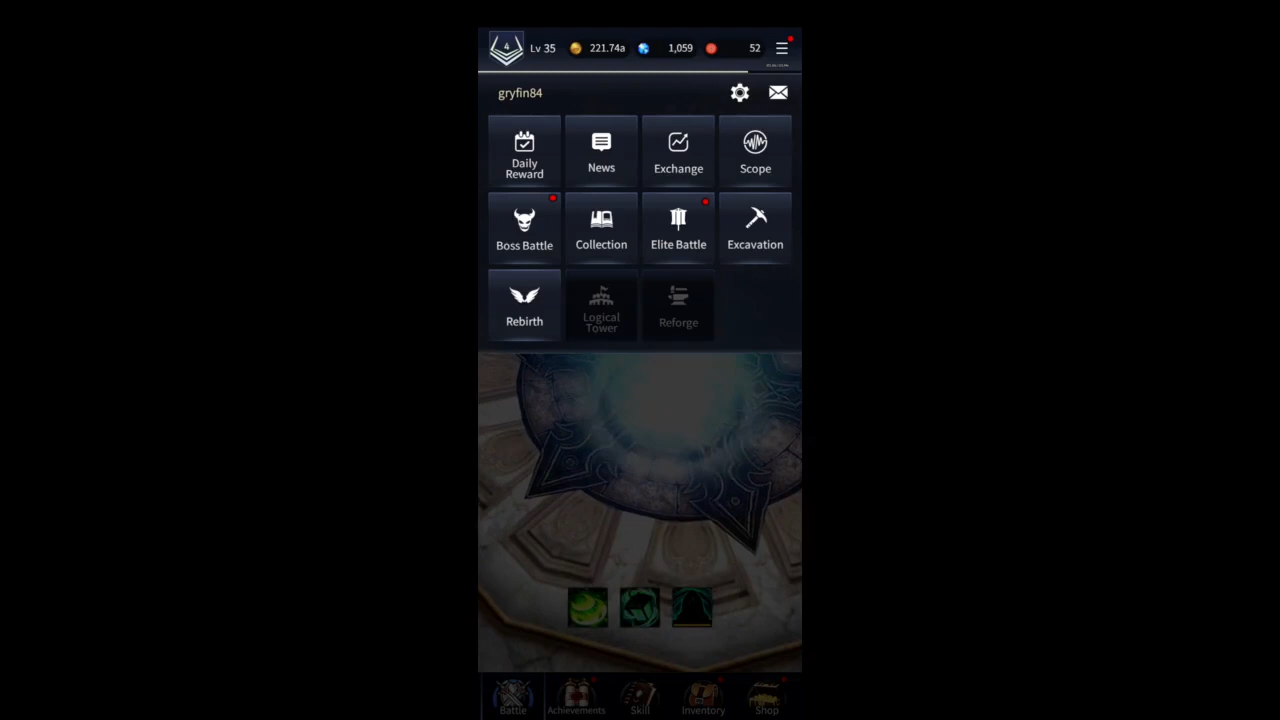 4
Lv 35
221.74a
1,059
52
gryfin84
Daily
Reward
News
Exchange
Scope
Boss Battle
Collection
Elite Battle
Excavation
Rebirth
Logical
Tower
Reforge
Battle
Achievements
Skill
Inventory
Shop